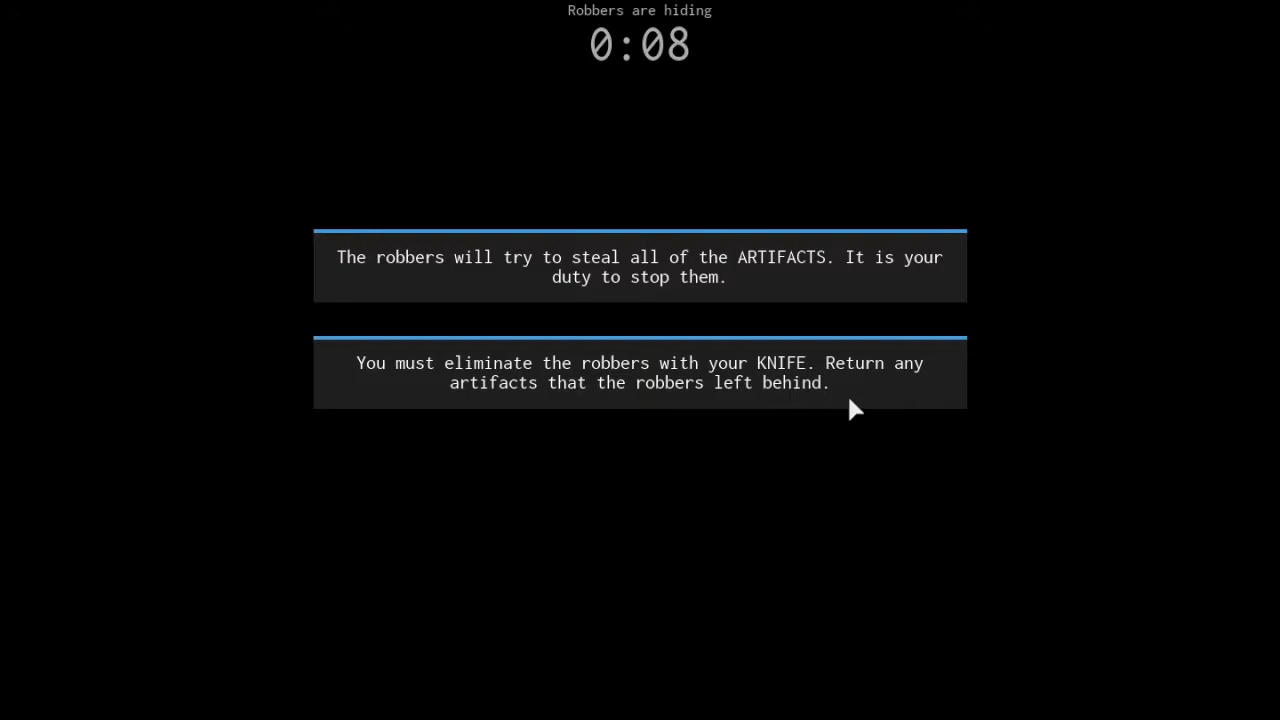 Robbers are hiding
0:08
The robbers will try to steal all of the ARTIFACTS. It is your
duty to stop them.
You must eliminate the robbers with your KNIFE. Return any
artifacts that the robbers left behind.